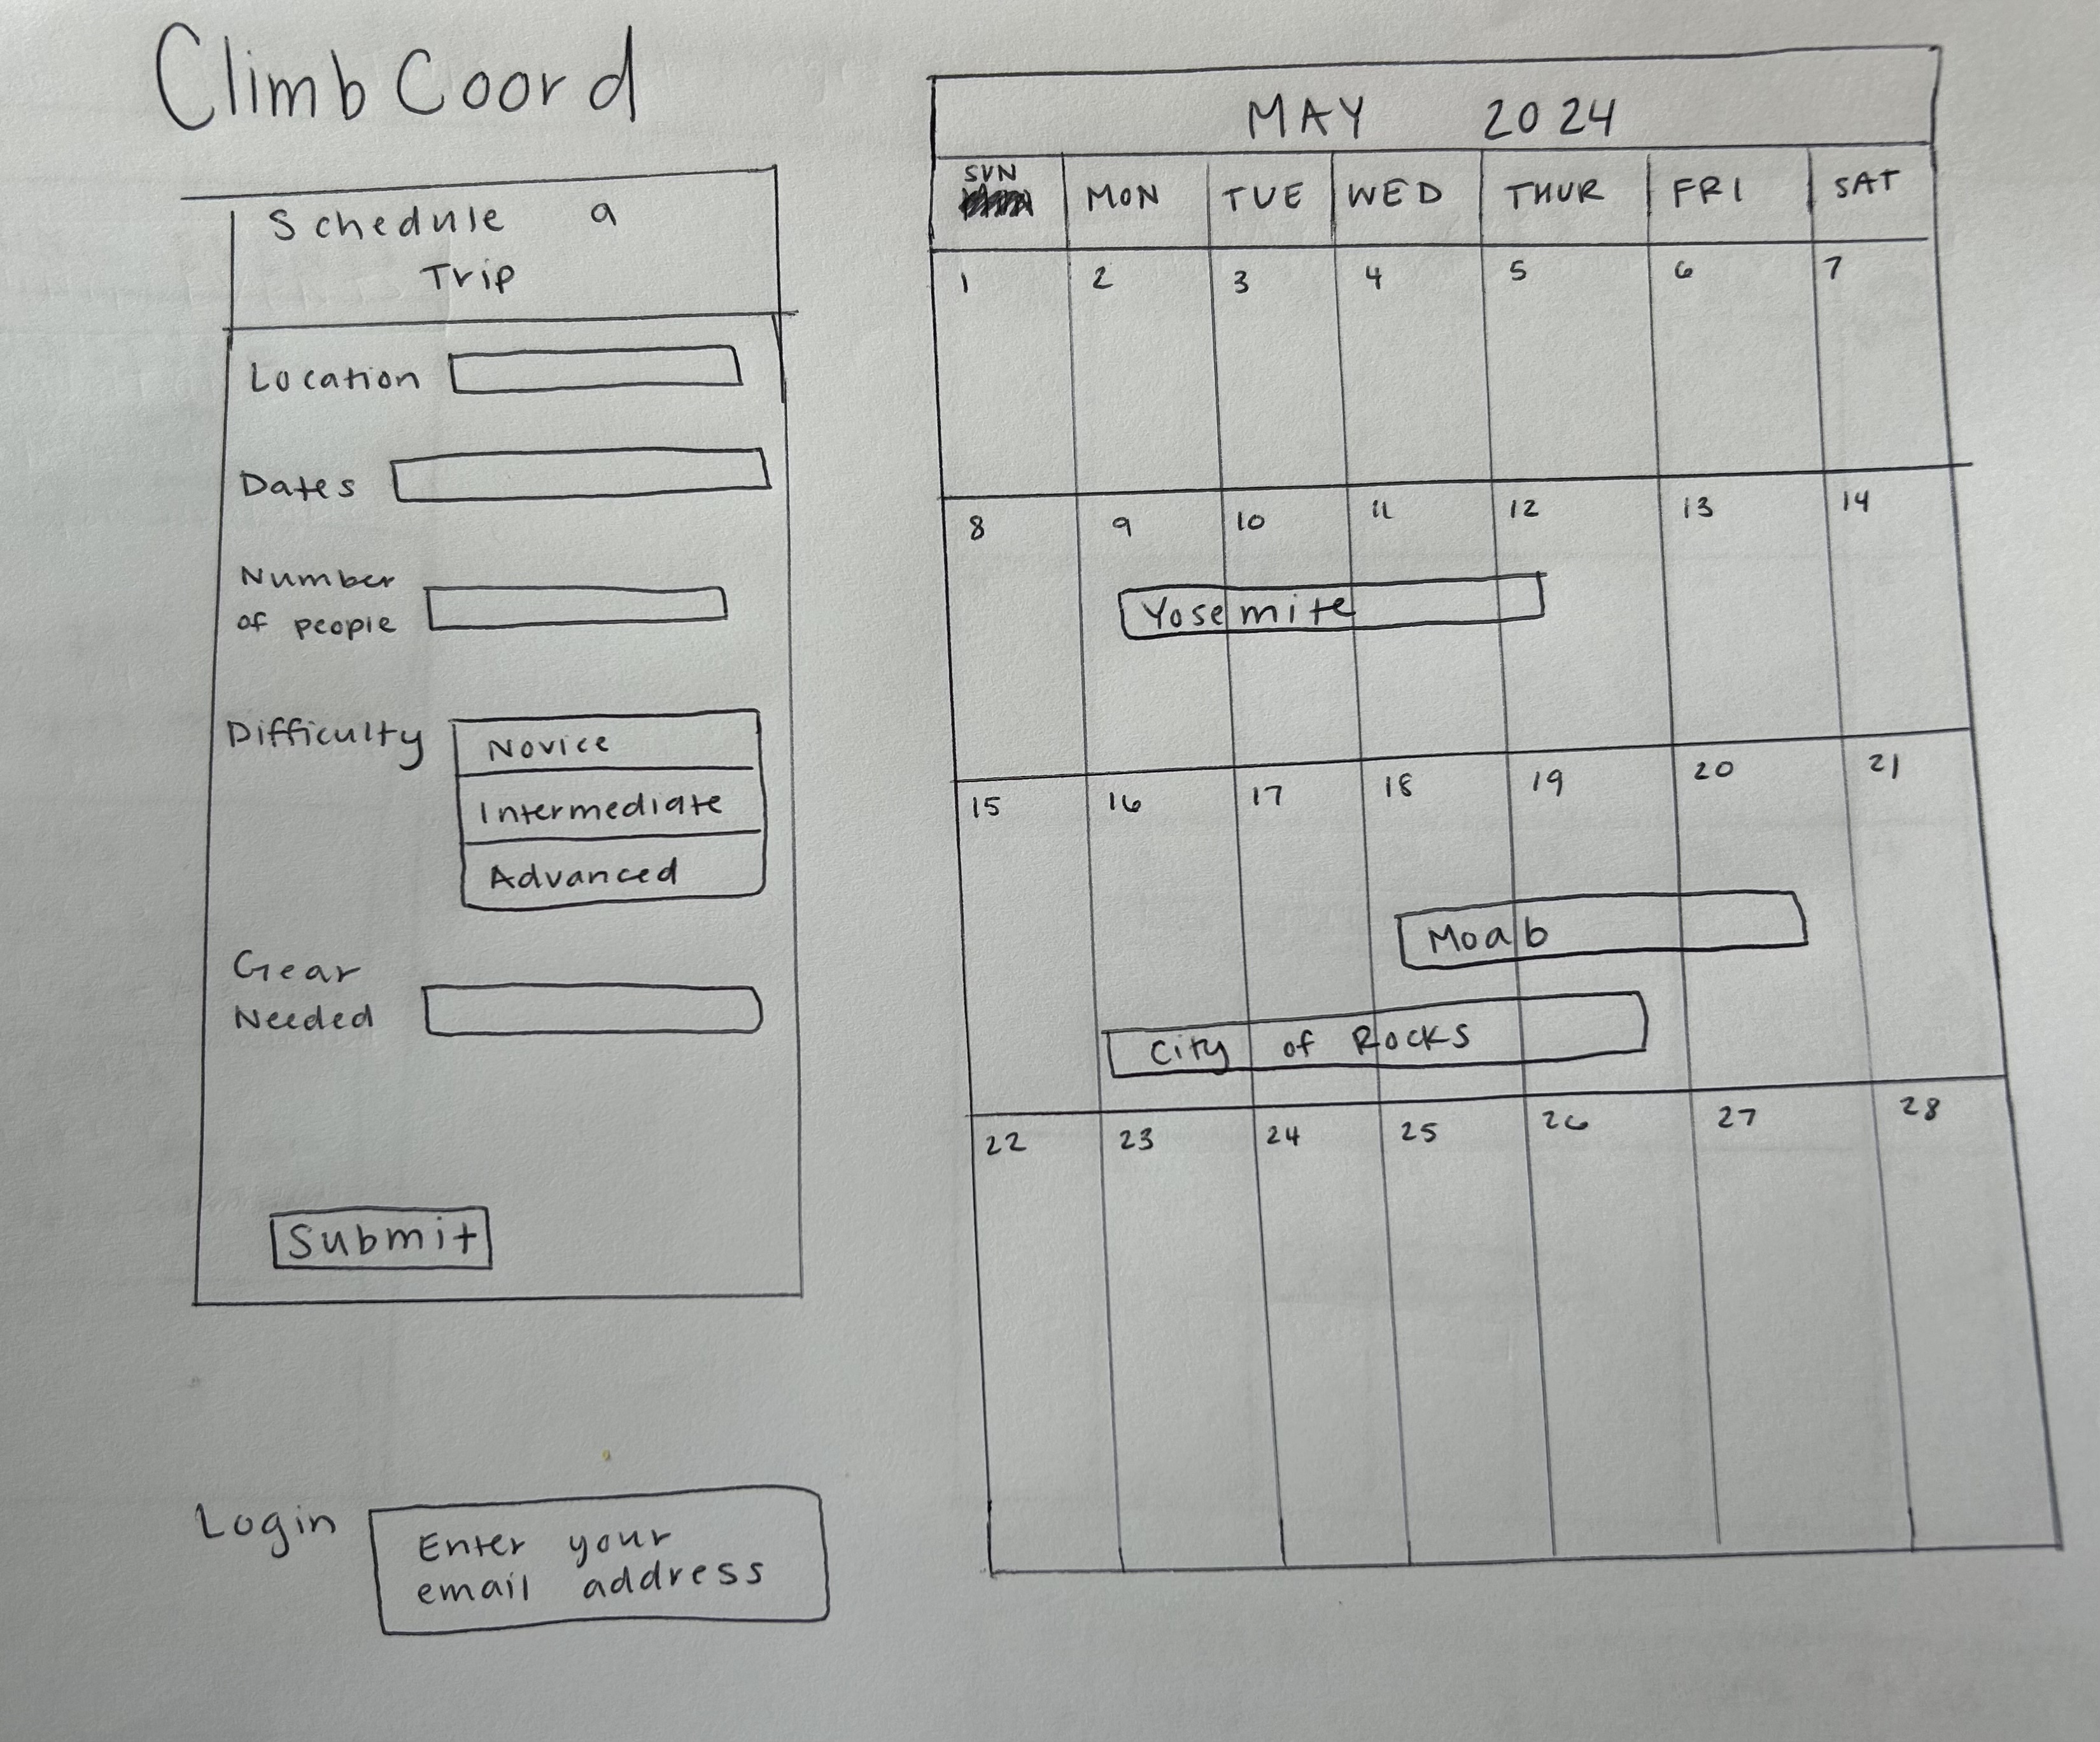 Climb Coord
Schedule a
Trip
Location
Dates
Number
of people
Difficulty
Novice
Intermediate
Advanced
Gear
Needed
Submit
Login
Enter your
email address
MAY 2024
SUN MON TUE WED THUR FRI SAT
1 2 3 4 5 6 7
8 9 10 11 12 13 14
Yosemite
15 16 17 18 19 20 21
Moab
City of Rocks
22 23 24 25 26 27 28